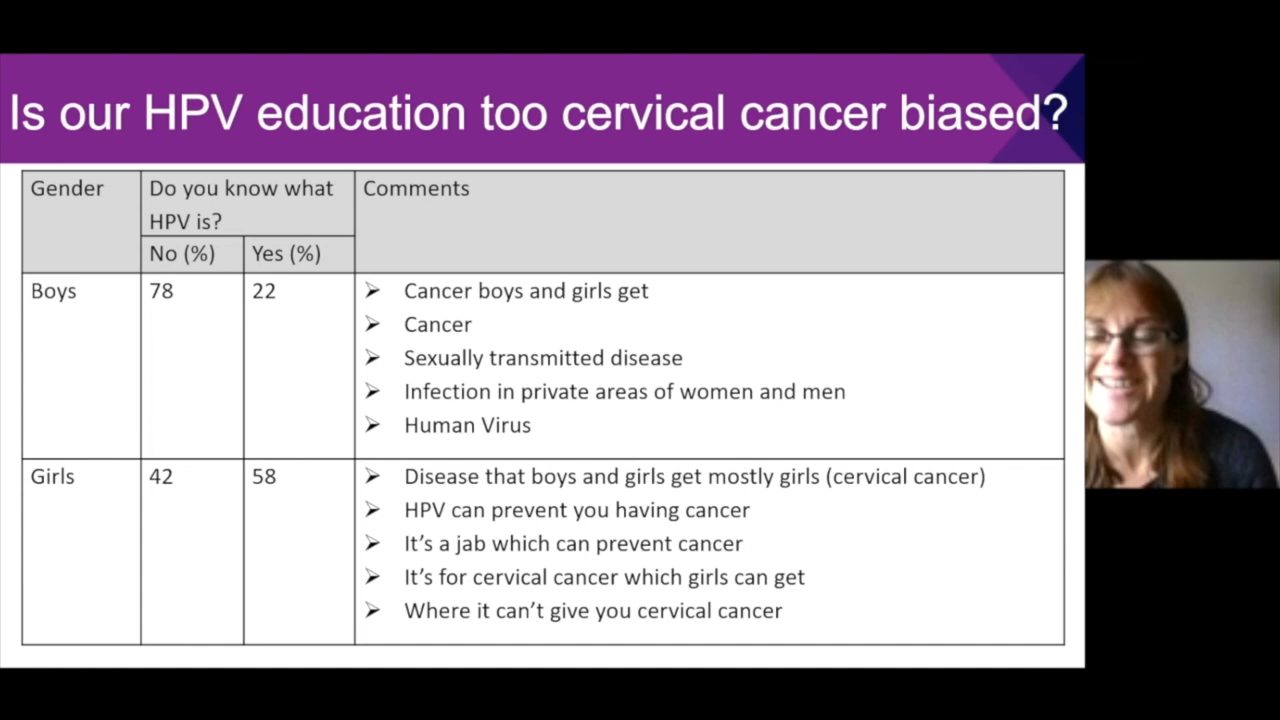 Is our HPV education too cervical cancer biased?
Gender
Do you know what
HPV is?
Comments
No (%)
Yes (%)
Boys
78
22
Cancer boys and girls get
Cancer
Sexually transmitted disease
Infection in private areas of women and men
Human Virus
Girls
42
58
Disease that boys and girls get mostly girls (cervical cancer)
HPV can prevent you having cancer
It’s a jab which can prevent cancer
It’s for cervical cancer which girls can get
Where it can’t give you cervical cancer